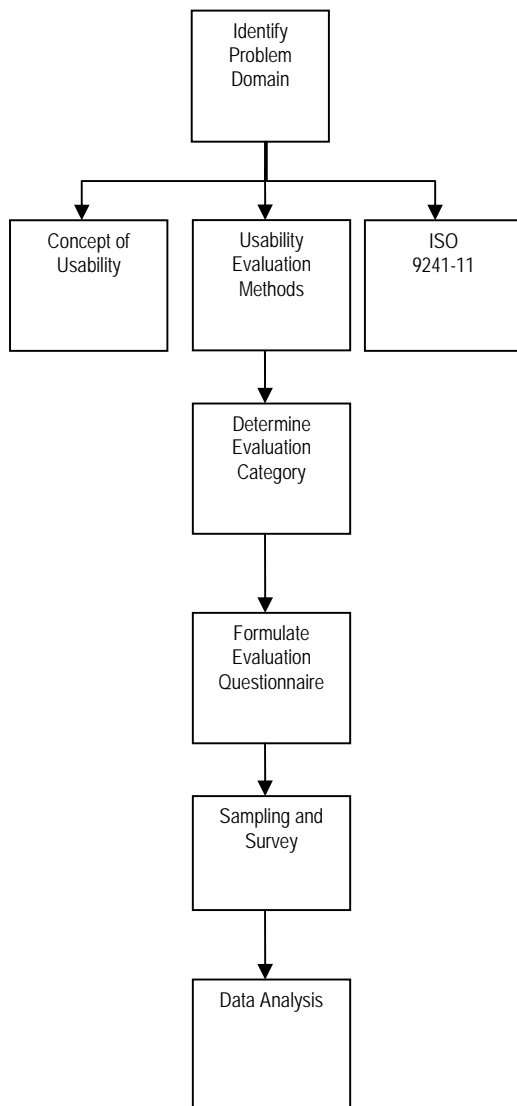 Identify
Problem
Domain
Concept of
Usability
Usability
Evaluation
Methods
ISO
9241-11
Determine
Evaluation
Category
Formulate
Evaluation
Questionnaire
Sampling and
Survey
Data Analysis